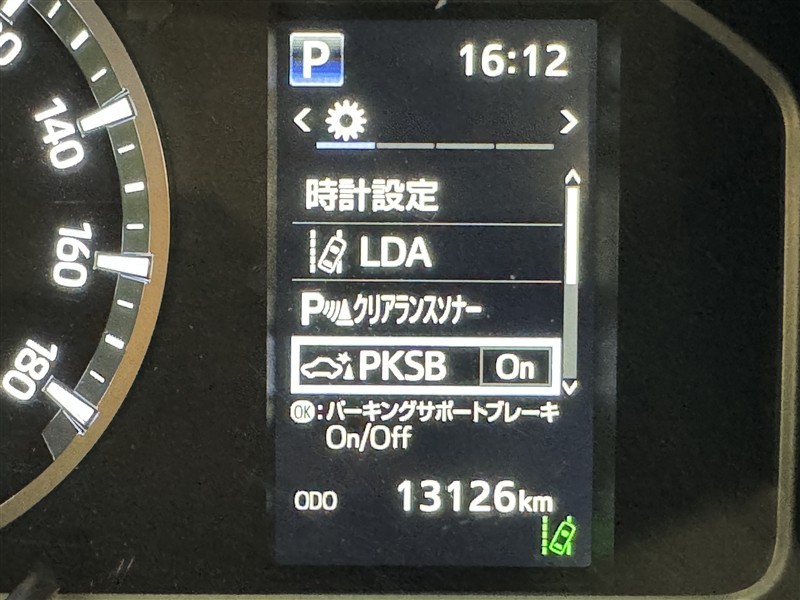 140
160
180
P 16:12
時計設定
LDA
P クリアランスソナー
PKSB On
OK:パーキングサポートブレーキ
On/Off
ODO 13126km